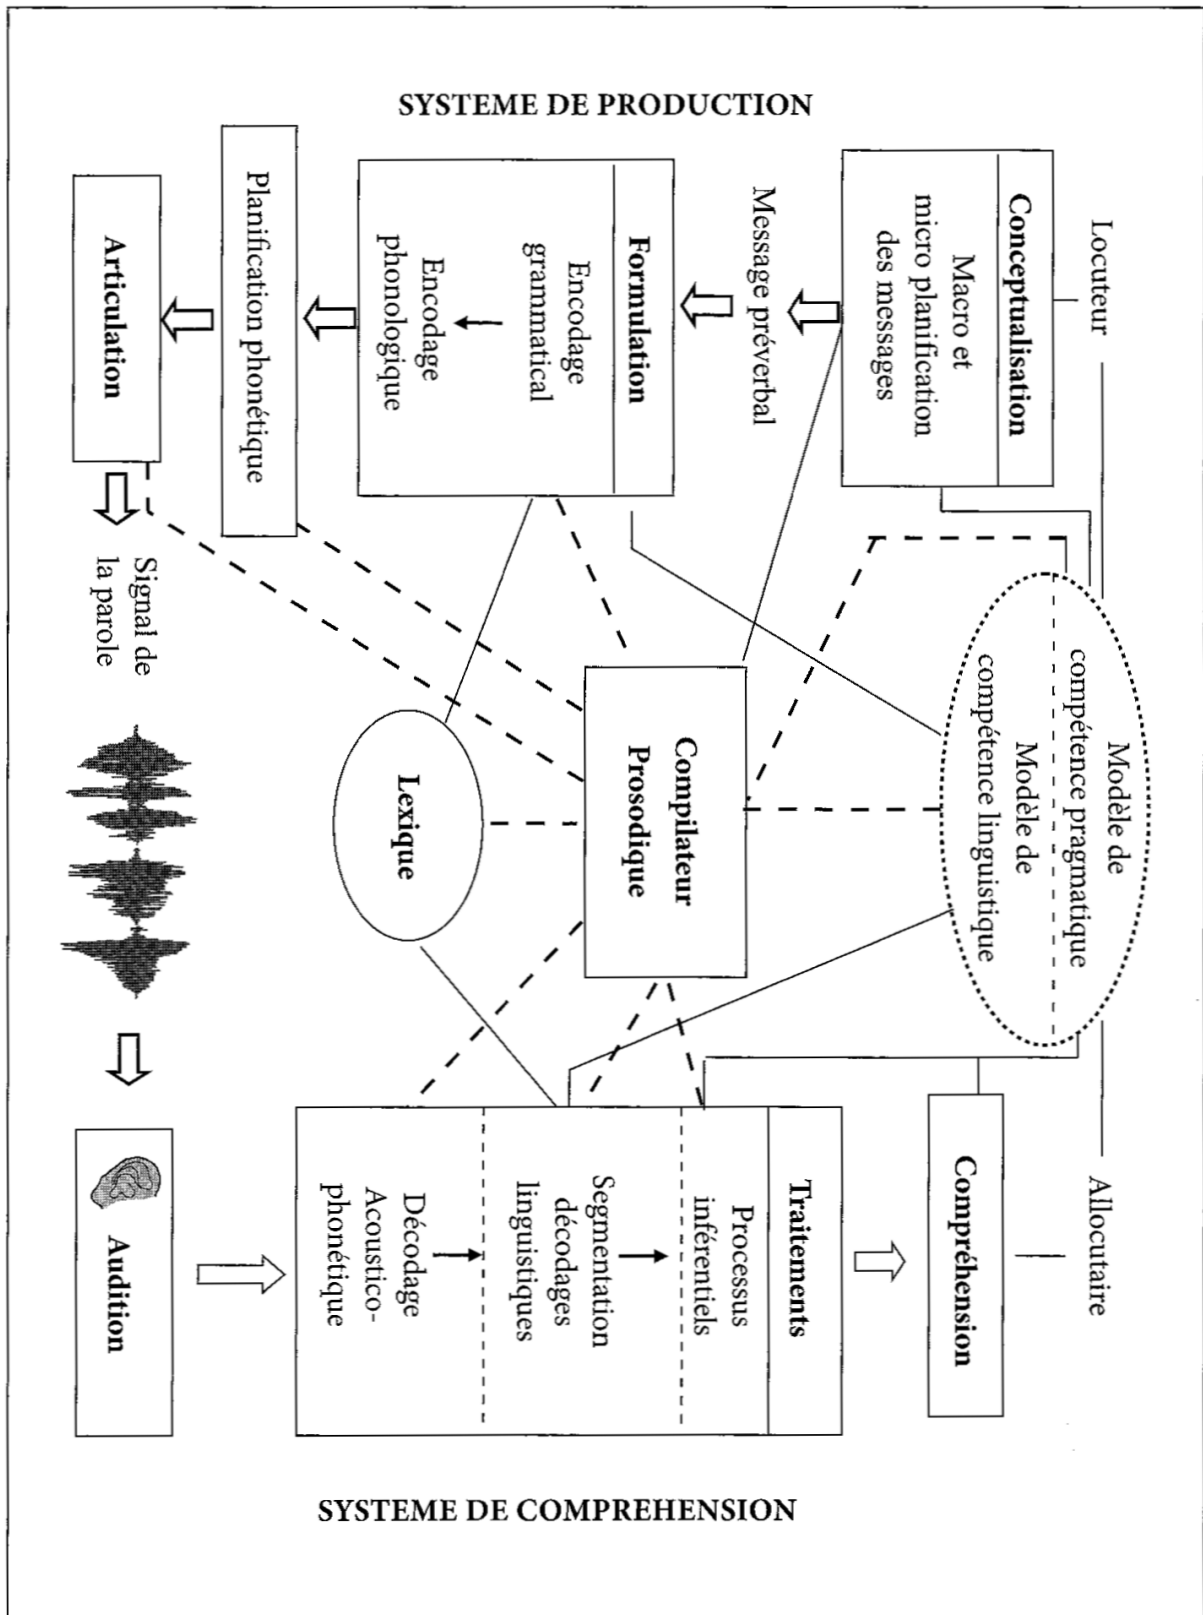 SYSTEME DE PRODUCTION
Locuteur
Conceptualisation
Macro et
micro planification
des messages
Message préverbal
Formulation
Encodage
grammatical
Encodage
phonologique
Planification phonétique
Articulation
Signal de
la parole
Modèle de
compétence pragmatique
Modèle de
compétence linguistique
Compilateur
Prosodique
Lexique
Allocutaire
Compréhension
Traitements
Processus
inférentiels
Segmentation
décodages
linguistiques
Décodage
Acoustico-
phonétique
Audition
SYSTEME DE COMPREHENSION